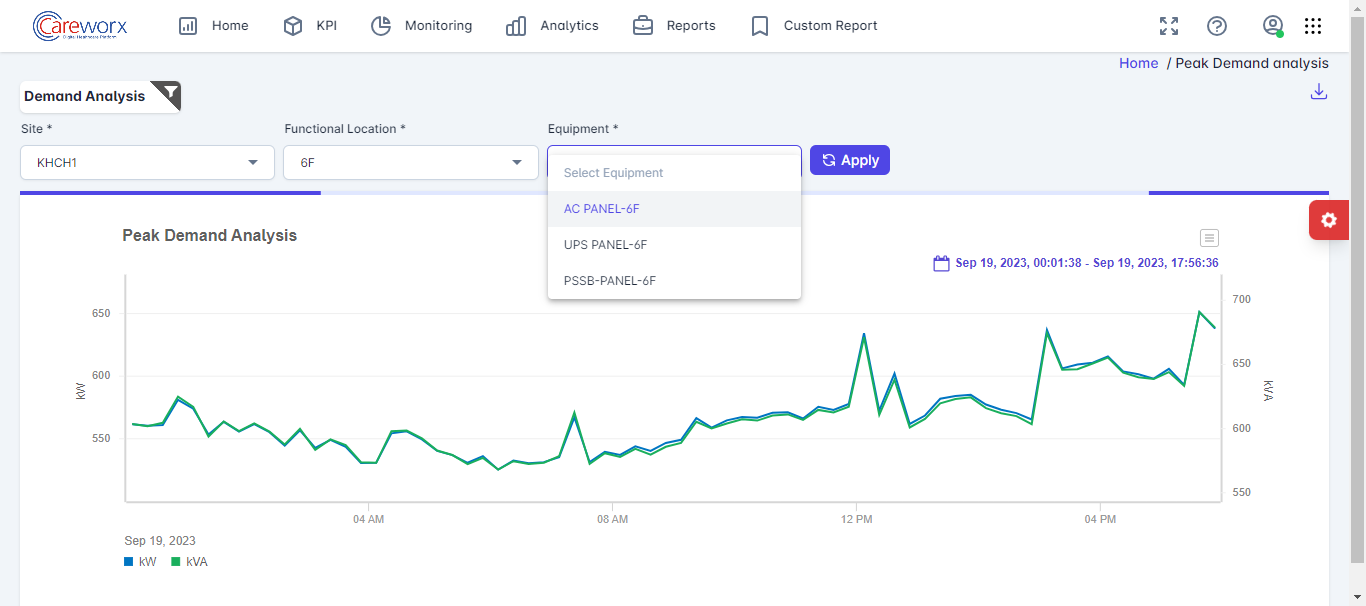 Careworx
Digital Healthcare Platform
Home
KPI
Monitoring
Analytics
Reports
Custom Report
Home / Peak Demand analysis
Demand Analysis
Site *
Functional Location *
Equipment *
KHCH1
6F
Apply
Select Equipment
AC PANEL-6F
UPS PANEL-6F
PSSB-PANEL-6F
Peak Demand Analysis
Sep 19, 2023, 00:01:38 - Sep 19, 2023, 17:56:36
650
600
550
kW
700
650
600
550
kVA
04 AM
08 AM
12 PM
04 PM
Sep 19, 2023
kW
kVA